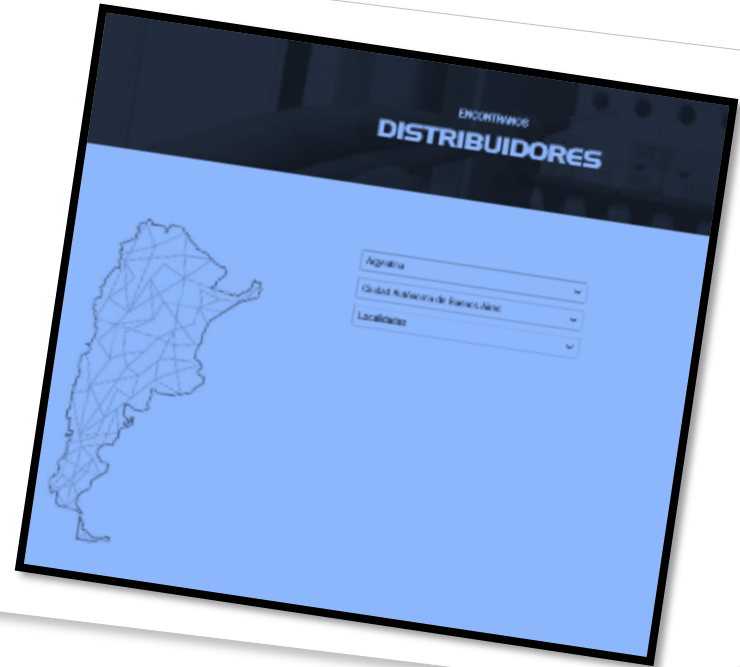 ENCONTRANOS
DISTRIBUIDORES
Argentina
Ciudad Autónoma de Buenos Aires
Localidades